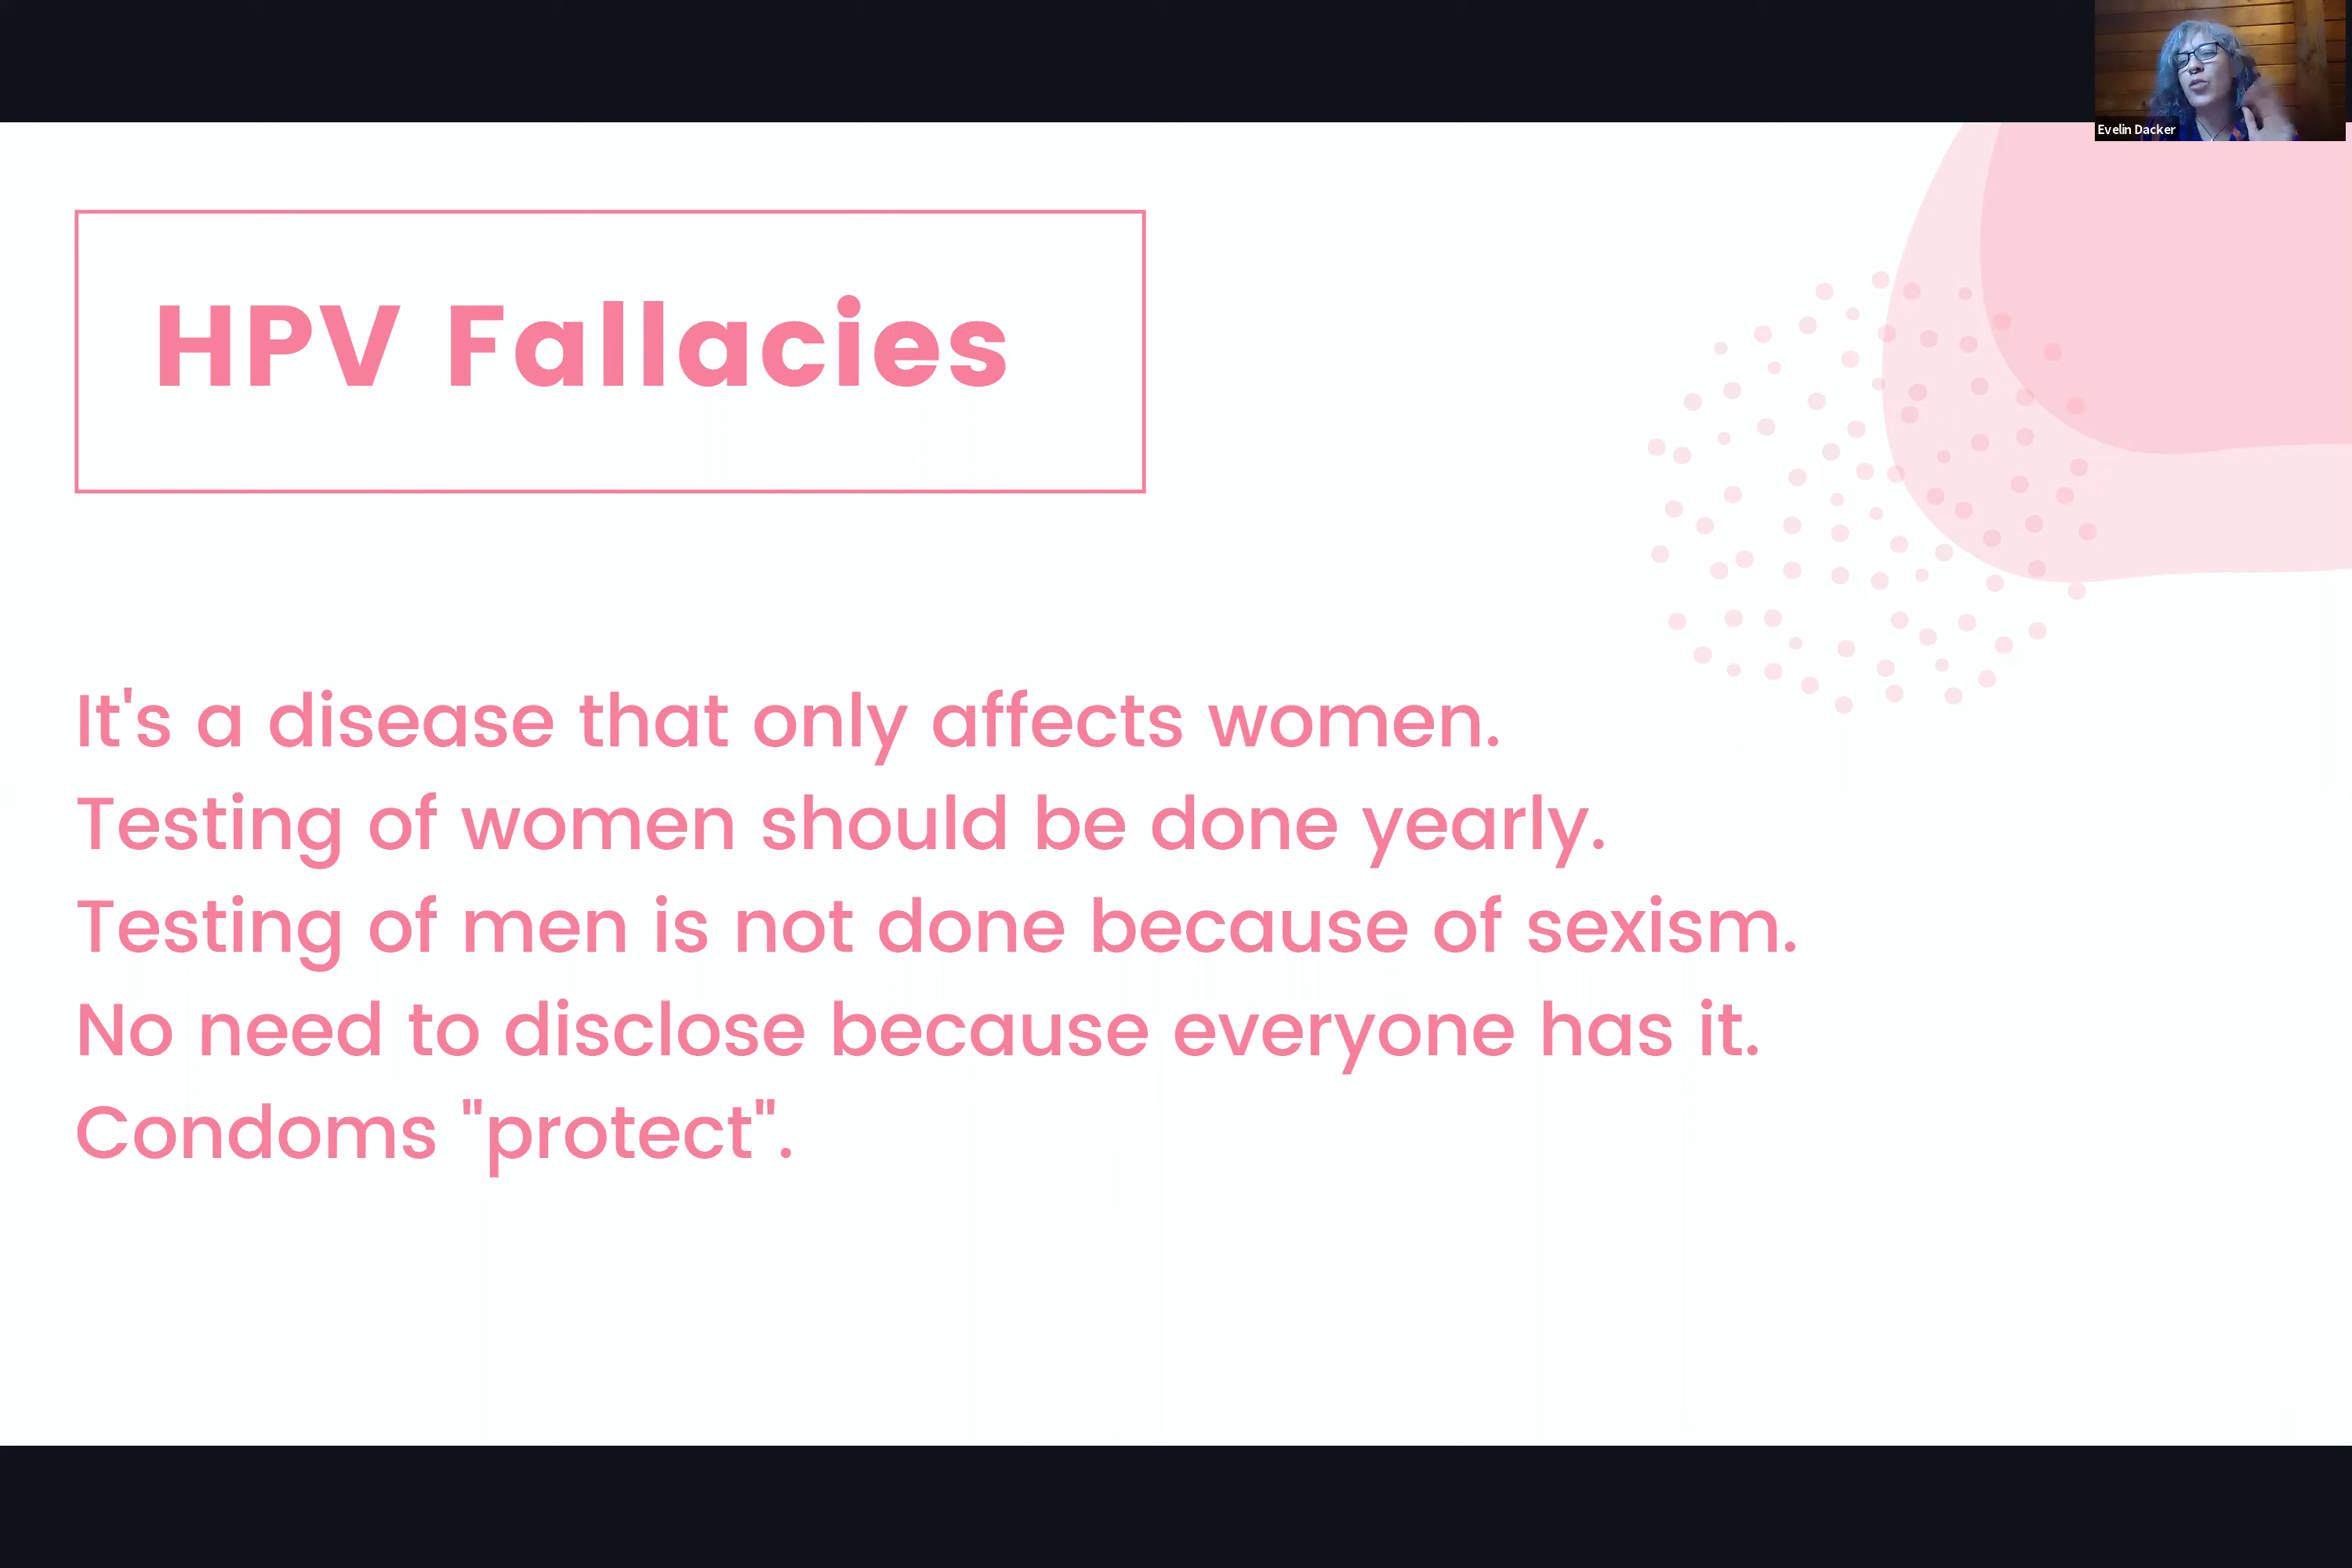 Evelin Dacker
HPV Fallacies
It's a disease that only affects women.
Testing of women should be done yearly.
Testing of men is not done because of sexism.
No need to disclose because everyone has it.
Condoms "protect".